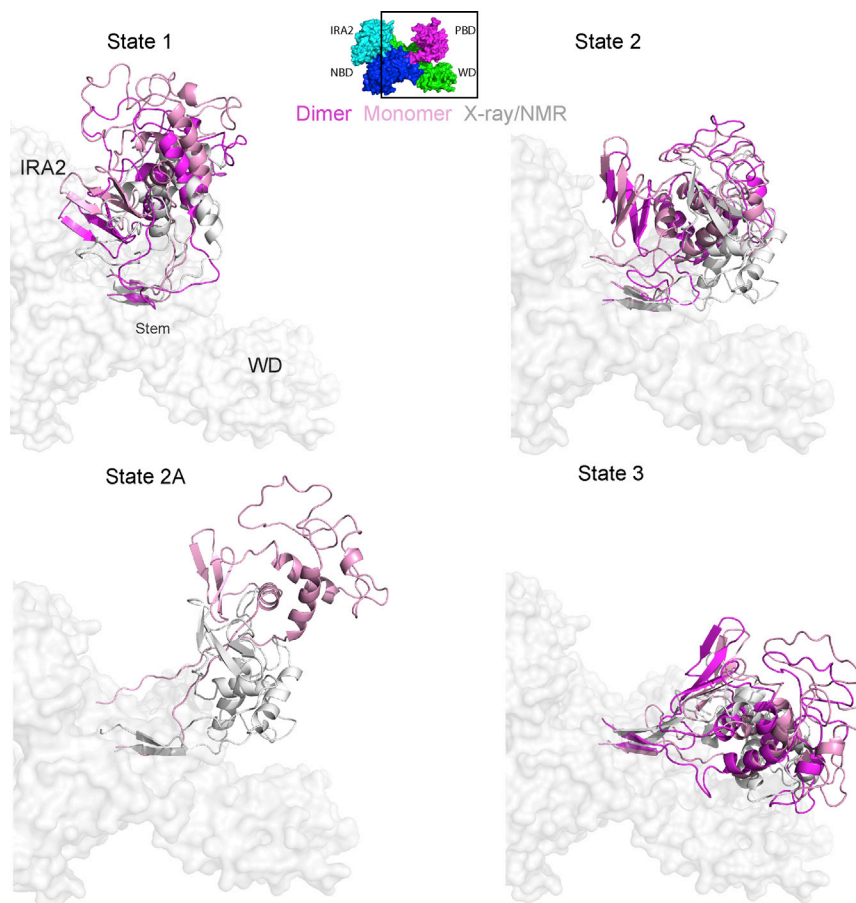 State 1
IRA2
PBD
NBD
WD
State 2
Dimer Monomer X-ray/NMR
IRA2
Stem
WD
State 2A
State 3